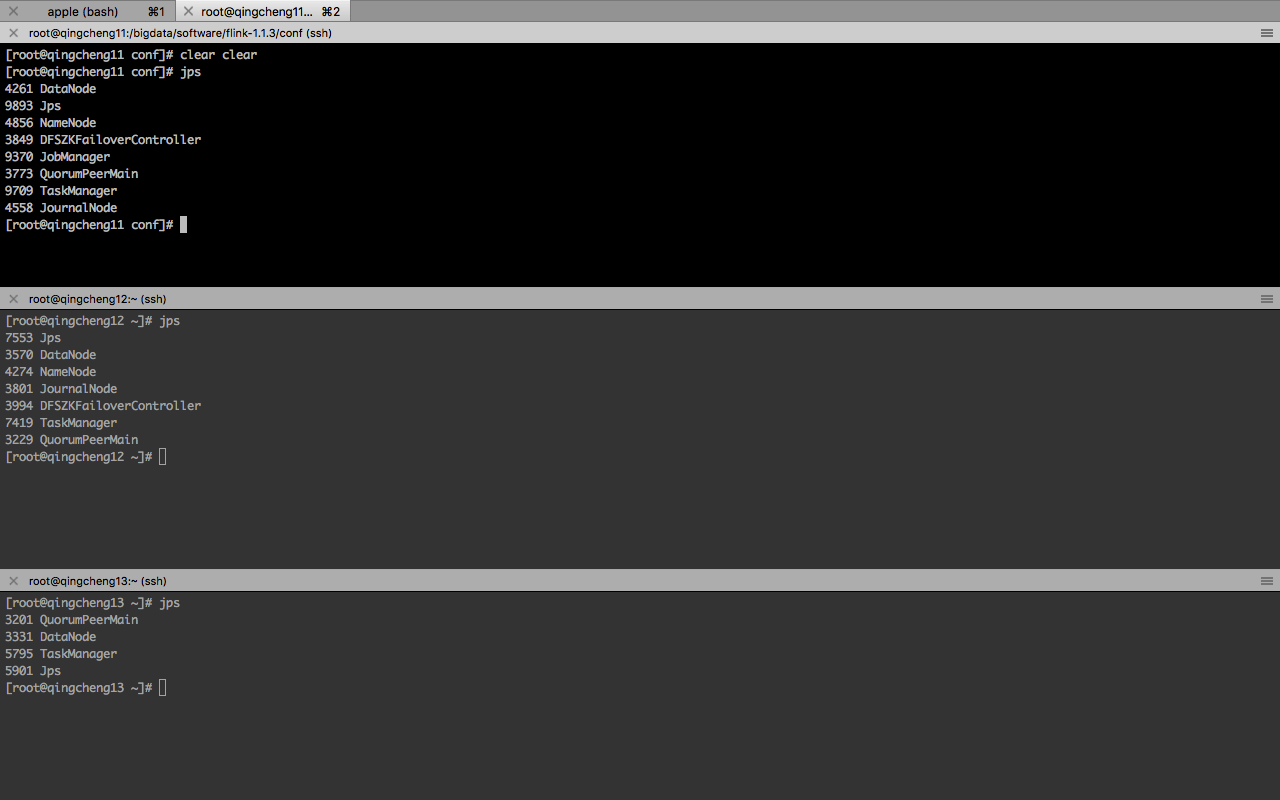 apple (bash) ⌘1 root@qingcheng11... ⌘2
root@qingcheng11:/bigdata/software/flink-1.1.3/conf (ssh)
[root@qingcheng11 conf]# clear clear
[root@qingcheng11 conf]# jps
4261 DataNode
9893 Jps
4856 NameNode
3849 DFSZKFailoverController
9370 JobManager
3773 QuorumPeerMain
9709 TaskManager
4558 JournalNode
[root@qingcheng11 conf]#
root@qingcheng12:~ (ssh)
[root@qingcheng12 ~]# jps
7553 Jps
3570 DataNode
4274 NameNode
3801 JournalNode
3994 DFSZKFailoverController
7419 TaskManager
3229 QuorumPeerMain
[root@qingcheng12 ~]#
root@qingcheng13:~ (ssh)
[root@qingcheng13 ~]# jps
3201 QuorumPeerMain
3331 DataNode
5795 TaskManager
5901 Jps
[root@qingcheng13 ~]#